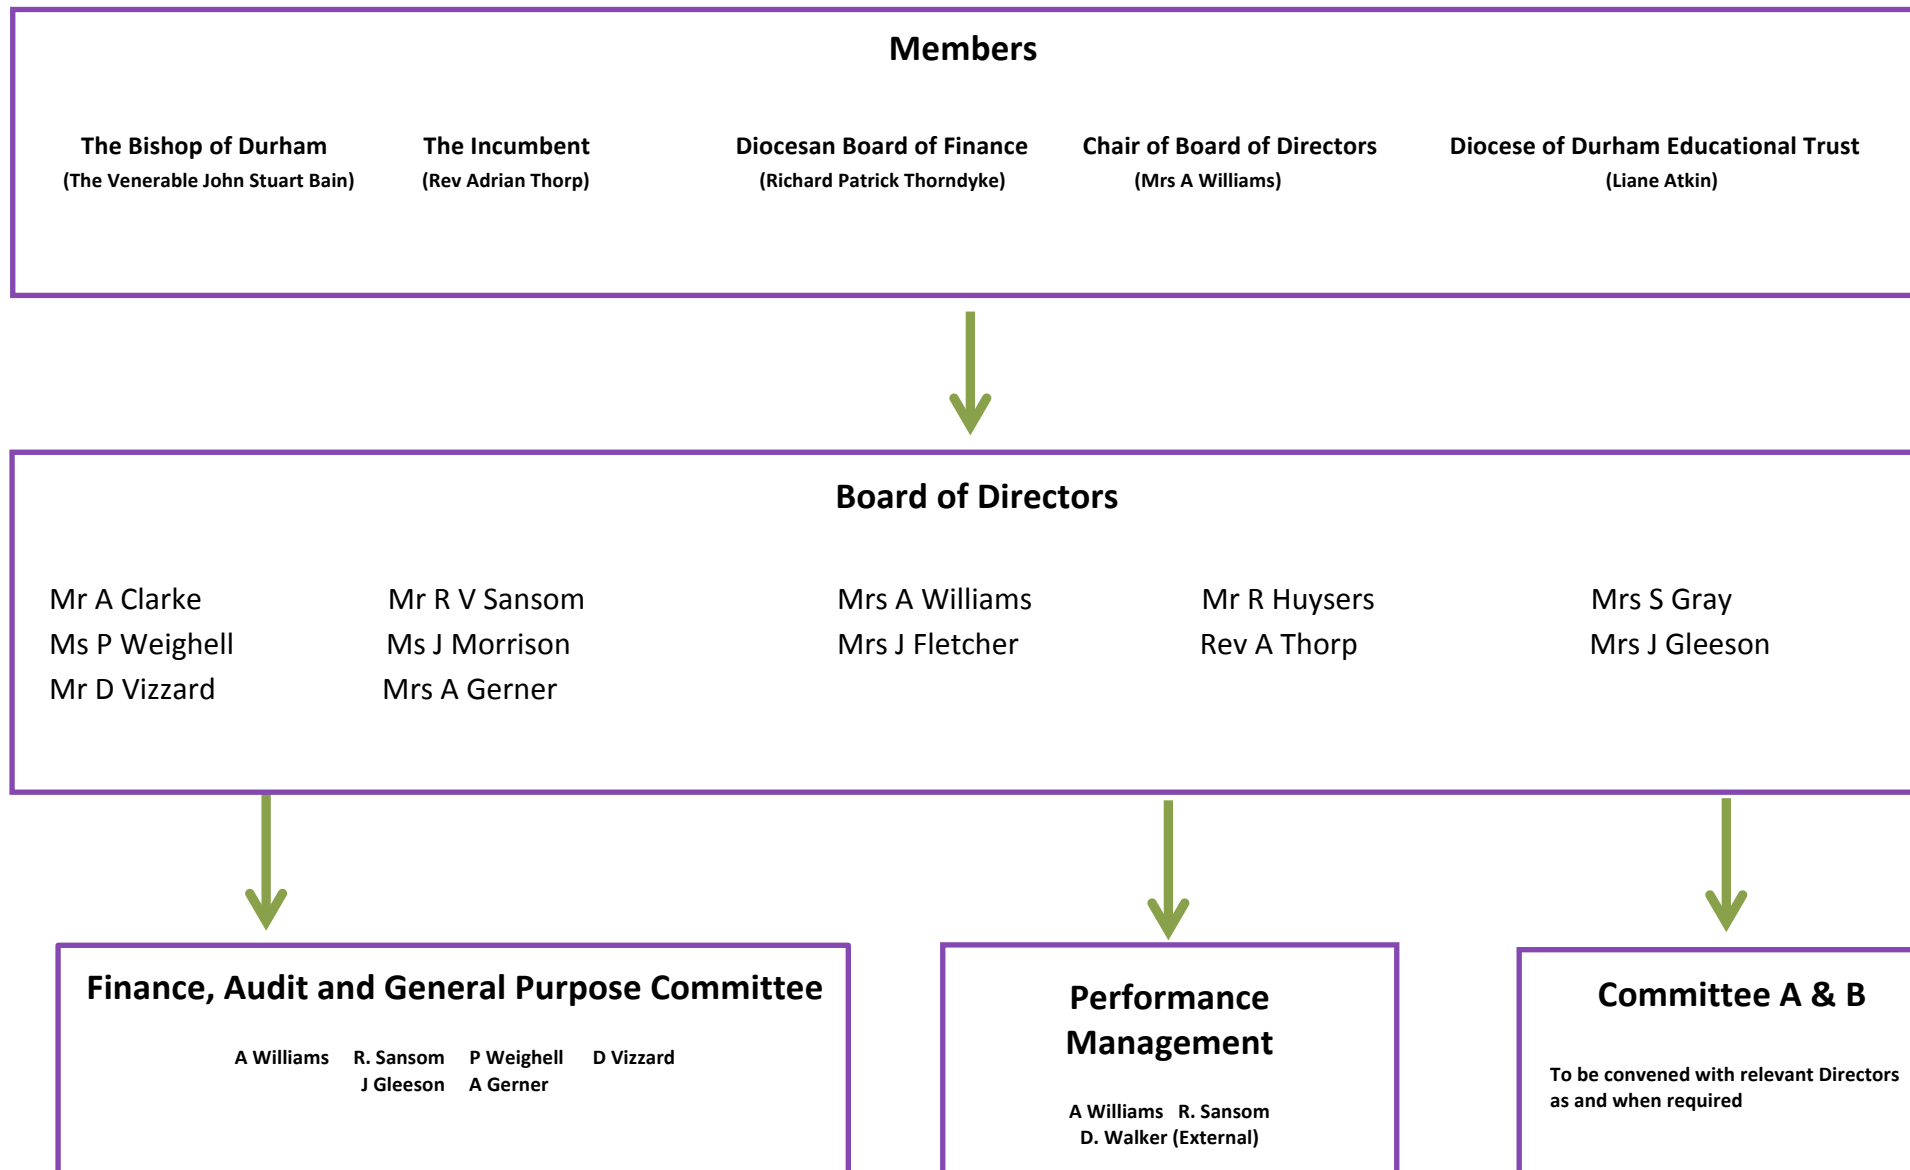 Members
The Bishop of Durham The Incumbent Diocesan Board of Finance Chair of Board of Directors Diocese of Durham Educational Trust
(The Venerable John Stuart Bain) (Rev Adrian Thorp) (Richard Patrick Thorndyke) (Mrs A Williams) (Liane Atkin)
Board of Directors
Mr A Clarke Mr R V Sansom Mrs A Williams Mr R Huysers Mrs S Gray
Ms P Weighell Ms J Morrison Mrs J Fletcher Rev A Thorp Mrs J Gleeson
Mr D Vizzard Mrs A Gerner
Finance, Audit and General Purpose Committee
A Williams R. Sansom P Weighell D Vizzard
J Gleeson A Gerner
Performance
Management
A Williams R. Sansom
D. Walker (External)
Committee A & B
To be convened with relevant Directors
as and when required